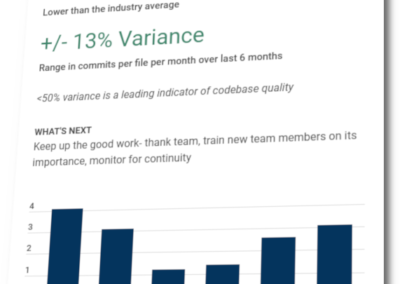 Lower than the industry average
+/- 13% Variance
Range in commits per file per month over last 6 months
<50% variance is a leading indicator of codebase quality
WHAT'S NEXT
Keep up the good work- thank team, train new team members on its
importance, monitor for continuity
4
3
2
1